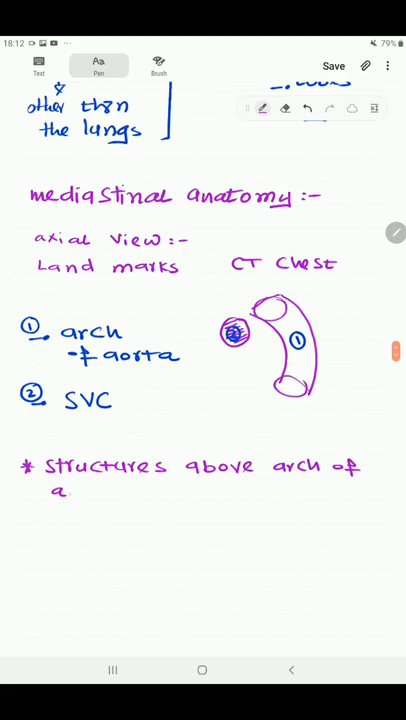 18:12
79%
Text
Aa
Pen
Brush
Save
& 
other than
the lungs
mediastinal anatomy :-
axial view :-
Land marks
CT Chest
① arch
of aorta
② SVC
②
①
* structures above arch of
a